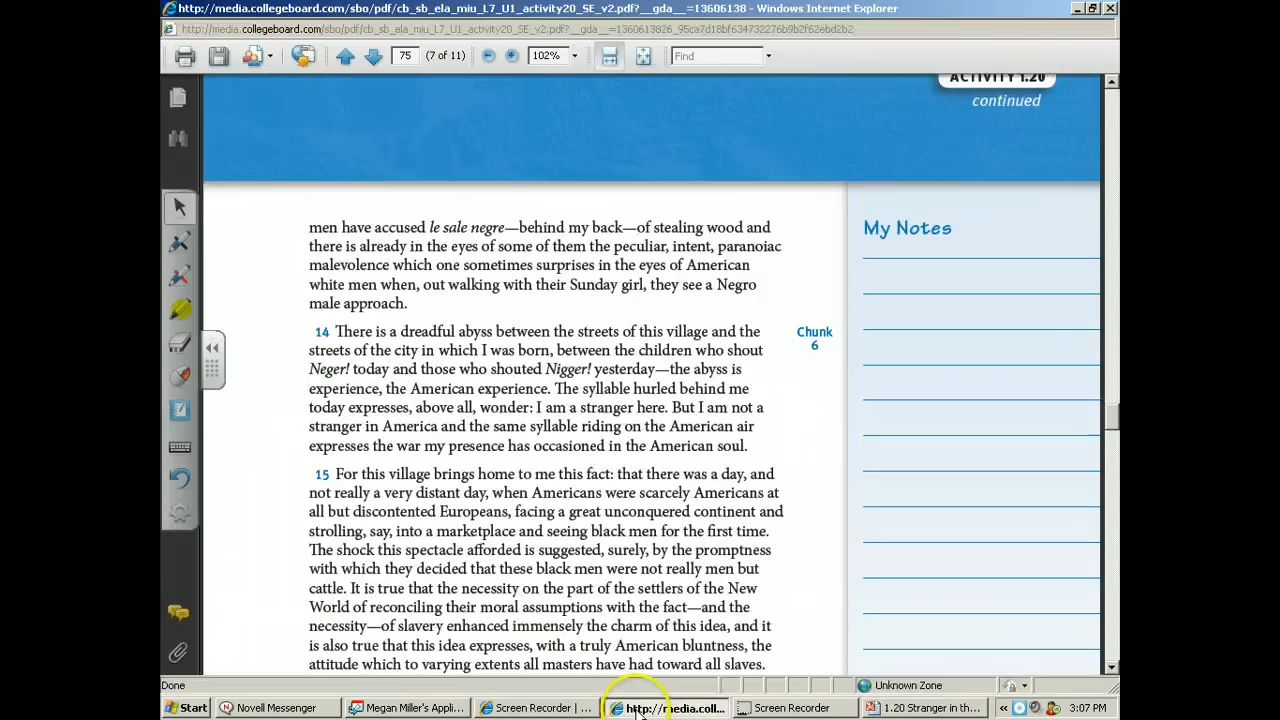 http://media.collegeboard.com/sbo/pdf/cb_sb_ela_miu_L7_U1_activity20_SE_v2.pdf?__gda__=13606138 - Windows Internet Explorer
http://media.collegeboard.com/sbo/pdf/cb_sb_ela_miu_L7_U1_activity20_SE_v2.pdf?__gda__=1360613826_95ca7d18bf634732276b9b2f62ebd2b2
75 (7 of 11) 102% Find
ACTIVITY 1.20
continued
men have accused le sale negre—behind my back—of stealing wood and
there is already in the eyes of some of them the peculiar, intent, paranoiac
malevolence which one sometimes surprises in the eyes of American
white men when, out walking with their Sunday girl, they see a Negro
male approach.
14 There is a dreadful abyss between the streets of this village and the
streets of the city in which I was born, between the children who shout
Neger! today and those who shouted Nigger! yesterday—the abyss is
experience, the American experience. The syllable hurled behind me
today expresses, above all, wonder: I am a stranger here. But I am not a
stranger in America and the same syllable riding on the American air
expresses the war my presence has occasioned in the American soul.
15 For this village brings home to me this fact: that there was a day, and
not really a very distant day, when Americans were scarcely Americans at
all but discontented Europeans, facing a great unconquered continent and
strolling, say, into a marketplace and seeing black men for the first time.
The shock this spectacle afforded is suggested, surely, by the promptness
with which they decided that these black men were not really men but
cattle. It is true that the necessity on the part of the settlers of the New
World of reconciling their moral assumptions with the fact—and the
necessity—of slavery enhanced immensely the charm of this idea, and it
is also true that this idea expresses, with a truly American bluntness, the
attitude which to varying extents all masters have had toward all slaves.
Chunk
6
My Notes
Done Unknown Zone
Start Novell Messenger Megan Miller's Appli... Screen Recorder | ... http://media.coll... Screen Recorder 1.20 Stranger in th... « 3:07 PM